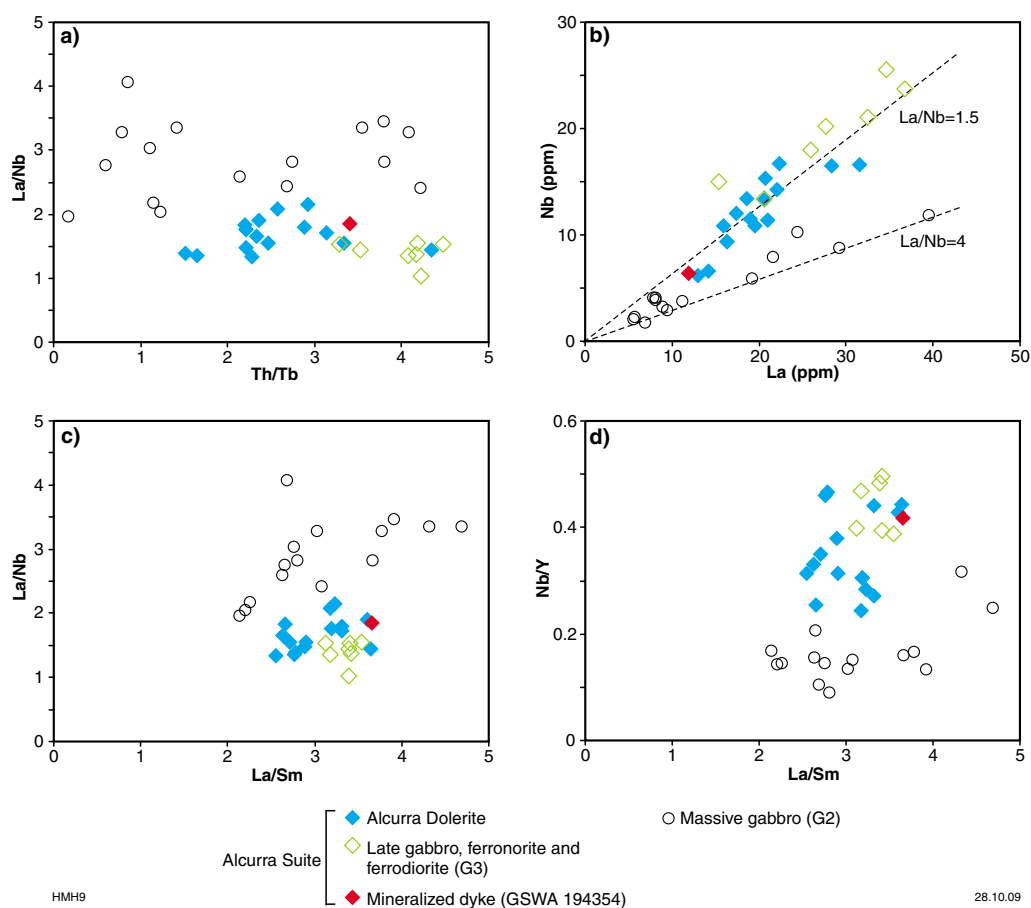 a)
La/Nb
5
4
3
2
1
0
0 1 2 3 4 5
Th/Tb
b)
Nb (ppm)
30
20
10
0
La/Nb=1.5
La/Nb=4
0 10 20 30 40 50
La (ppm)
c)
La/Nb
5
4
3
2
1
0
0 1 2 3 4 5
La/Sm
d)
Nb/Y
0.6
0.4
0.2
0
0 1 2 3 4 5
La/Sm
Alcurra Suite
Alcurra Dolerite
Late gabbro, ferronorite and
ferrodiorite (G3)
Mineralized dyke (GSWA 194354)
Massive gabbro (G2)
HMH9
28.10.09